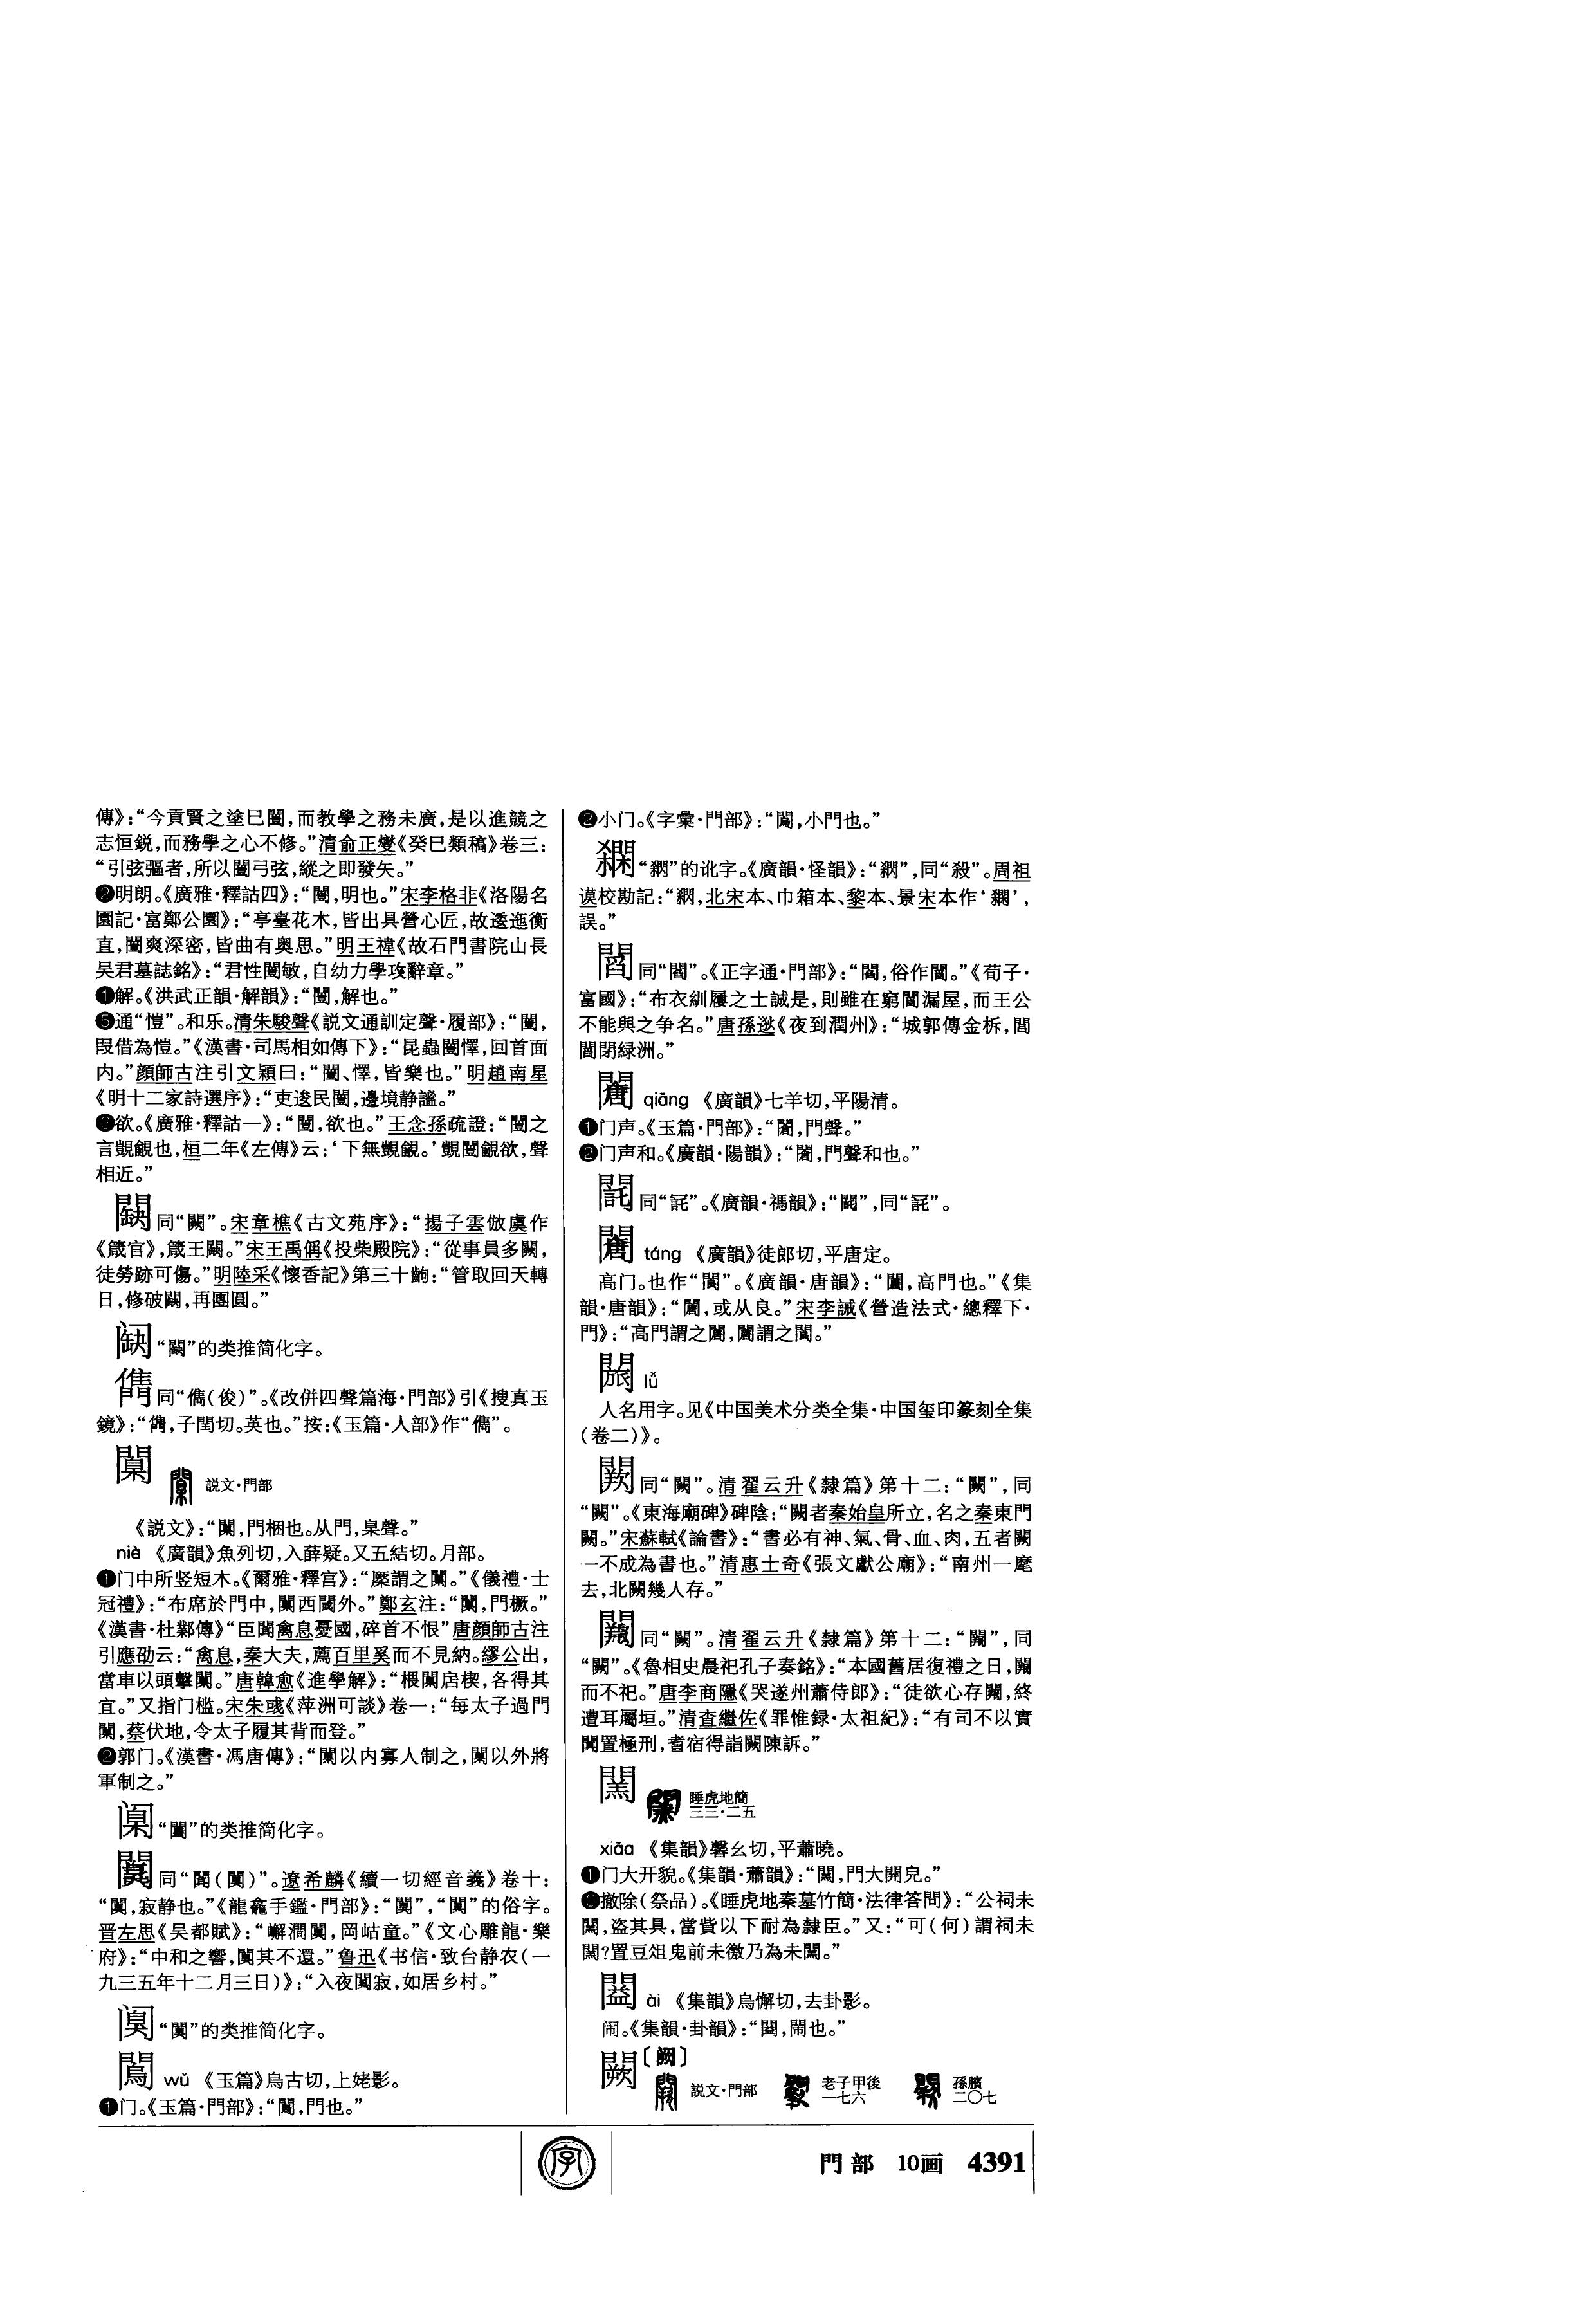 傳》：“今貢賢之塗已闓，而教學之務未廣，是以進競之
志恒鋭，而務學之心不修。”清俞正燮《癸巳類稿》卷三：
“引弦彄者，所以闓弓弦，縱之即發矢。”
❷明朗。《廣雅·釋詁四》：“闓，明也。”宋李格非《洛陽名
園記·富鄭公園》：“亭臺花木，皆出其營心匠，故逶迤衡
直，闓爽深密，皆曲有奥思。”明王禕《故石門書院山長
吴君墓誌銘》：“君性闓敏，自幼力學攻辭章。”
解。《洪武正韻·解韻》：“闓，解也。”
❺通“愷”。和乐。清朱駿聲《説文通訓定聲·履部》：“闓，
叚借為愷。”《漢書·司馬相如傳下》：“昆蟲闓懌，回首面
内。”顔師古注引文穎曰：“闓、懌，皆樂也。”明趙南星
《明十二家詩選序》：“吏逡民闓，邊境静謐。”
欲。《廣雅·釋詁一》：“闓，欲也。”王念孫疏證：“闓之
言覬覦也，桓二年《左傳》云：‘下無覬覦。’覬闓覦欲，聲
相近。”
同“闕”。宋章樵《古文苑序》：“揚子雲倣虞作
《箴官》，箴王闕。”宋王禹偁《投柴殿院》：“從事員多闕，
徒勞跡可傷。”明陸采《懷香記》第三十齣：“管取回天轉
日，修破，再團圓。”
“”的类推简化字。
同“儁（俊）”。《改併四聲篇海·門部》引《搜真玉
鏡》：“，子閏切。英也。”按：《玉篇·人部》作“儁”。
闑 説文·門部
《説文》：“闑，門梱也。从門，臬聲。”
niè 《廣韻》魚列切，入薛疑。又五結切。月部。
❶门中所竖短木。《爾雅·釋宫》：“橜謂之闑。”《儀禮·士
冠禮》：“布席於門中，闑西閾外。”鄭玄注：“闑，門橛。”
《漢書·杜鄴傳》“臣聞禽息憂國，碎首不恨”唐顔師古注
引應劭云：“禽息，秦大夫，薦百里奚而不見納。繆公出，
當車以頭擊闑。”唐韓愈《進學解》：“椳闑扂楔，各得其
宜。”又指门槛。宋朱彧《萍洲可談》卷一：“每太子過門
闑，蔡伏地，令太子履其背而登。”
❷郭门。《漢書·馮唐傳》：“闑以内寡人制之，闑以外將
軍制之。”
“闑”的类推简化字。
同“闃”。遼希麟《續一切經音義》卷十：
“闃，寂静也。”《龍龕手鑑·門部》：“”，“闃”的俗字。
晋左思《吴都賦》：“嶰澗闃，岡岵童。”《文心雕龍·樂
府》：“中和之響，闃其不還。”鲁迅《书信·致台静农（一
九三五年十二月三日）》：“入夜闃寂，如居乡村。”
阒“闃”的类推简化字。
wǔ 《玉篇》烏古切，上姥影。
❶门。《玉篇·門部》：“，門也。”
❷小门。《字彙·門部》：“，小門也。”
“”的讹字。《廣韻·怪韻》：“”，同“殺”。周祖
谟校勘記：“，北宋本、巾箱本、黎本、景宋本作‘’，
誤。”
同“閻”。《正字通·門部》：“閻，俗作。”《荀子·
富國》：“布衣紃屨之士誠是，則雖在窮閻漏屋，而王公
不能與之争名。”唐孫逖《夜到潤州》：“城郭傳金柝，閭
閻閉緑洲。”
qiāng 《廣韻》七羊切，平陽清。
❶门声。《玉篇·門部》：“，門聲。”
❷门声和。《廣韻·陽韻》：“，門聲和也。”
同“”。《廣韻·禡韻》：“”，同“”。
闛 táng 《廣韻》徒郎切，平唐定。
高门。也作“閬”。《廣韻·唐韻》：“，高門也。”《集
韻·唐韻》：“，或从良。”宋李誡《營造法式·總釋下·
門》：“高門謂之，謂之閬。”
lǚ
人名用字。见《中国美术分类全集·中国玺印篆刻全集
（卷二）》。
同“闕”。清翟云升《隸篇》第十二：“”，同
“闕”。《東海廟碑》碑陰：“闕者秦始皇所立，名之秦東門
闕。”宋蘇軾《論書》：“書必有神、氣、骨、血、肉，五者闕
一不成為書也。”清惠士奇《張文獻公廟》：“南州一麾
去，北闕幾人存。”
同“闕”。清翟云升《隸篇》第十二：“”，同
“闕”。《魯相史晨祀孔子奏銘》：“本國舊居復禮之日，闕
而不祀。”唐李商隱《哭遂州蕭侍郎》：“徒欲心存闕，終
遭耳屬垣。”清查繼佐《罪惟録·太祖紀》：“有司不以實
聞置極刑，耆宿得詣闕陳訴。”
睡虎地簡
三三·二五
xiāo 《集韻》馨幺切，平蕭曉。
❶门大开貌。《集韻·蕭韻》：“，門大開皃。”
撤除（祭品）。《睡虎地秦墓竹簡·法律答問》：“公祠未
，盗其具，當貲以下耐為隸臣。”又：“可（何）謂祠未
？置豆俎鬼前未徹乃為未。”
ài 《集韻》烏懈切，去卦影。
闹。《集韻·卦韻》：“，鬧也。”
闕〔阙〕 説文·門部 老子甲後
一七六 孫臏
二〇七
門部 10画 4391